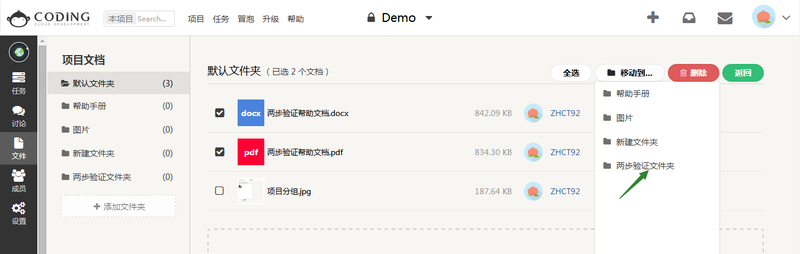 CODING
CLOUD DEVELOPMENT
本项目 Search...
项目 任务 冒泡 升级 帮助
Demo
任务
讨论
文件
成员
设置
项目文档
默认文件夹 (3)
帮助手册 (0)
图片 (0)
新建文件夹 (0)
两步验证文件夹 (0)
添加文件夹
默认文件夹 ( 已选 2 个文档 )
全选 移动到... 删除 返回
docx 两步验证帮助文档.docx 842.09 KB ZHCT92
pdf 两步验证帮助文档.pdf 834.30 KB ZHCT92
项目分组.jpg 187.64 KB ZHCT92
帮助手册
图片
新建文件夹
两步验证文件夹